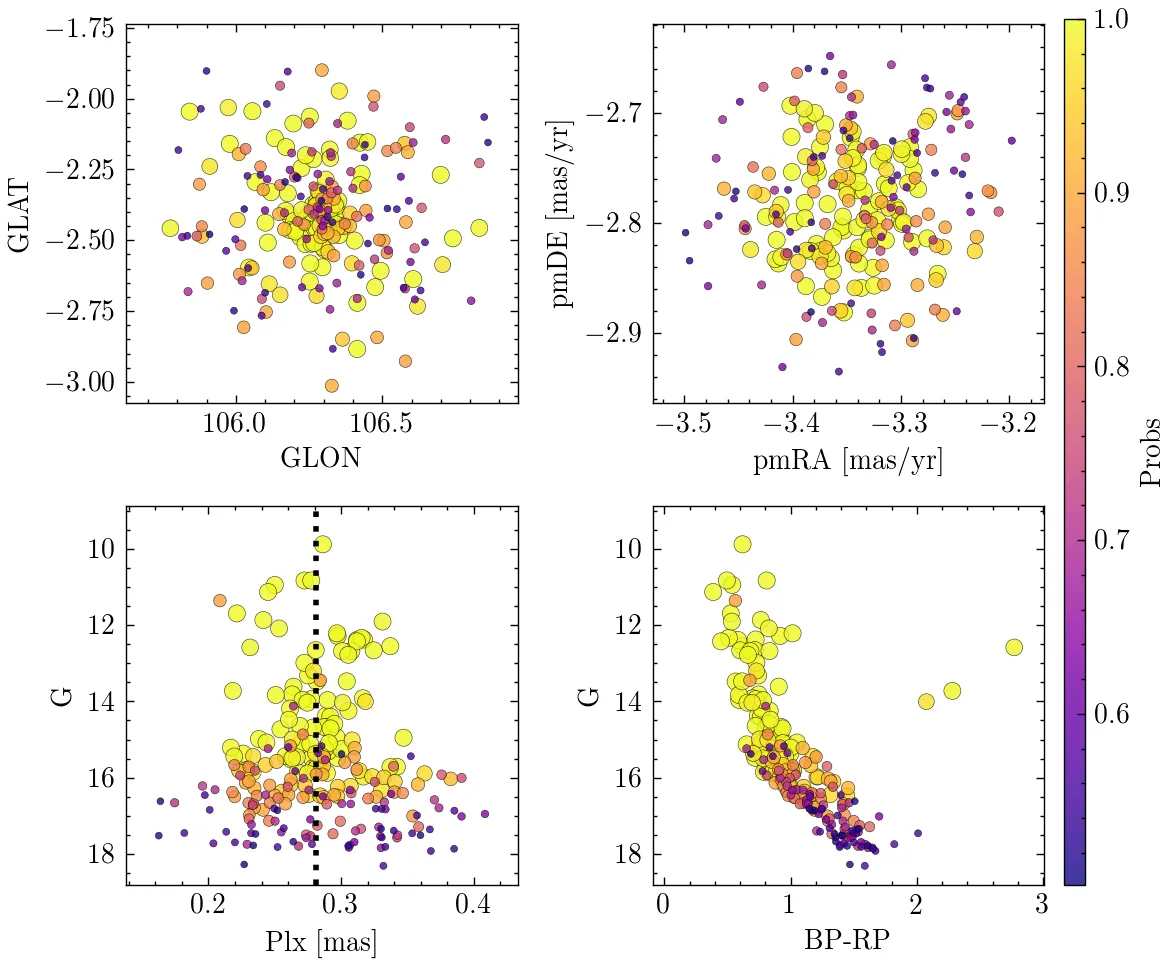 −1.75
−2.00
−2.25
−2.50
−2.75
−3.00
GLAT
106.0 106.5
GLON
−2.7
−2.8
−2.9
pmDE [mas/yr]
−3.5 −3.4 −3.3 −3.2
pmRA [mas/yr]
10
12
14
16
18
G
0.2 0.3 0.4
Plx [mas]
10
12
14
16
18
G
0 1 2 3
BP-RP
1.0
0.9
0.8
0.7
0.6
Probs